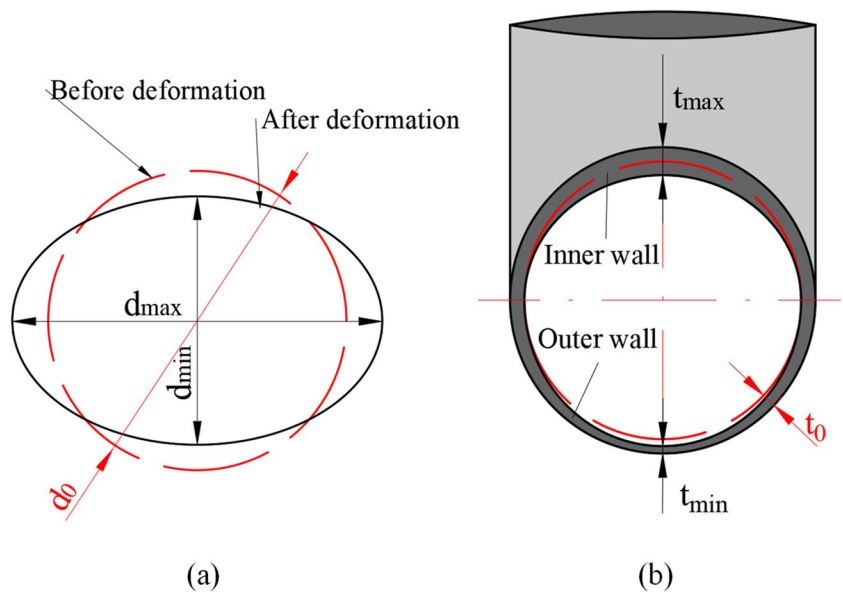 Before deformation
After deformation
dmax
dmin
d0
(a)
tmax
Inner wall
Outer wall
t0
tmin
(b)